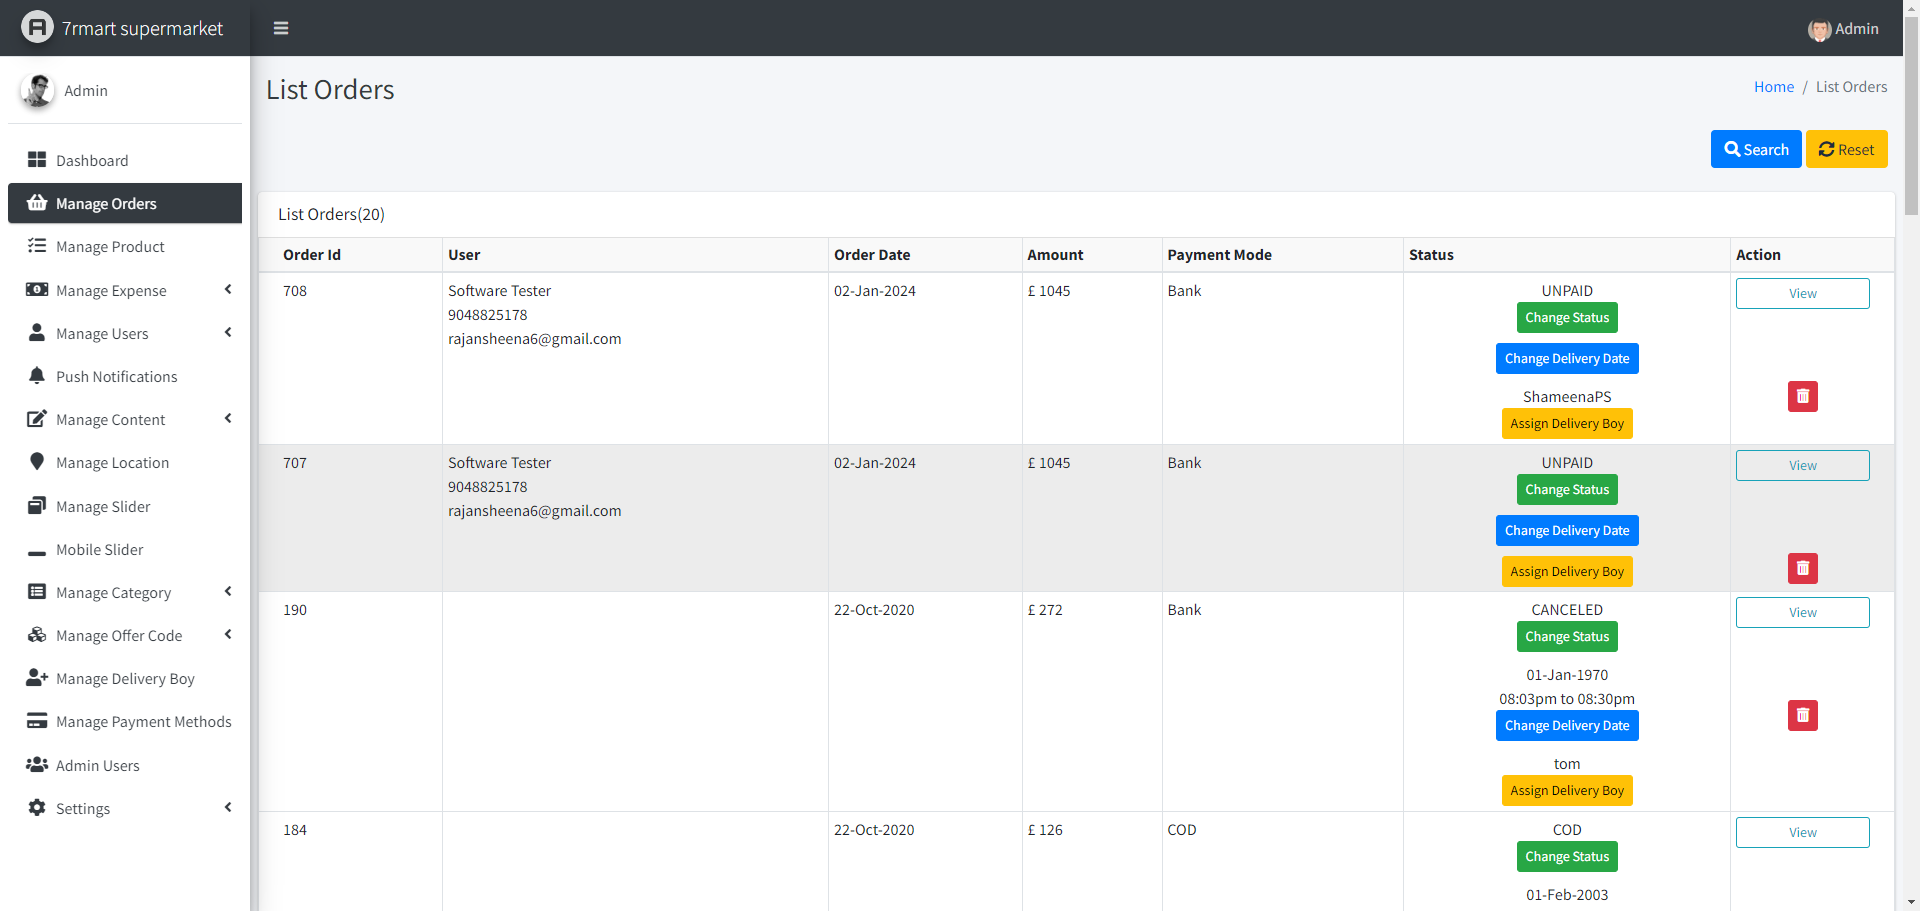 7rmart supermarket
Admin
Admin
List Orders
Home / List Orders
Search
Reset
Dashboard
Manage Orders
Manage Product
Manage Expense
Manage Users
Push Notifications
Manage Content
Manage Location
Manage Slider
Mobile Slider
Manage Category
Manage Offer Code
Manage Delivery Boy
Manage Payment Methods
Admin Users
Settings
List Orders(20)
Order Id User Order Date Amount Payment Mode Status Action
708 Software Tester 02-Jan-2024 £ 1045 Bank UNPAID View
9048825178 Change Status
rajansheena6@gmail.com
Change Delivery Date
ShameenaPS
Assign Delivery Boy
707 Software Tester 02-Jan-2024 £ 1045 Bank UNPAID View
9048825178 Change Status
rajansheena6@gmail.com
Change Delivery Date
Assign Delivery Boy
190 22-Oct-2020 £ 272 Bank CANCELED View
Change Status
01-Jan-1970
08:03pm to 08:30pm
Change Delivery Date
tom
Assign Delivery Boy
184 22-Oct-2020 £ 126 COD COD View
Change Status
01-Feb-2003